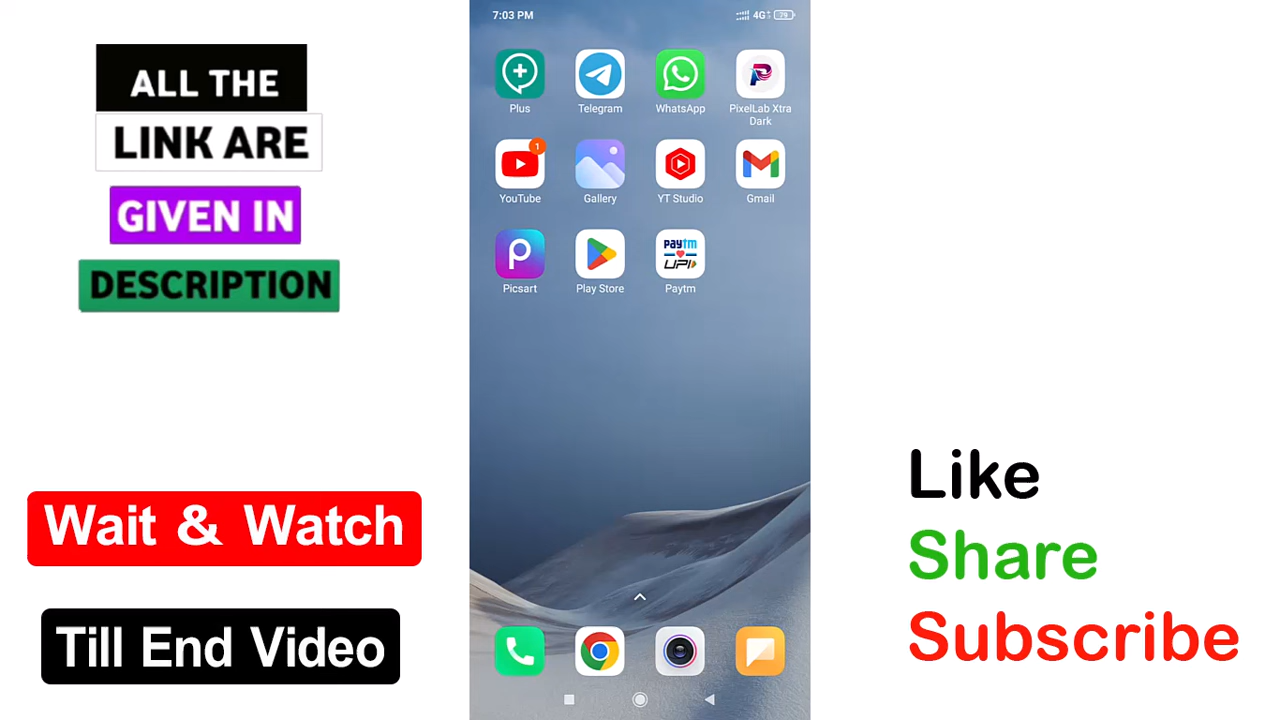 ALL THE
LINK ARE
GIVEN IN
DESCRIPTION
Wait & Watch
Till End Video
7:03 PM
4G+
79
Plus
Telegram
WhatsApp
PixelLab Xtra
Dark
1
YouTube
Gallery
YT Studio
Gmail
paytm
UPI
Picsart
Play Store
Paytm
Like
Share
Subscribe